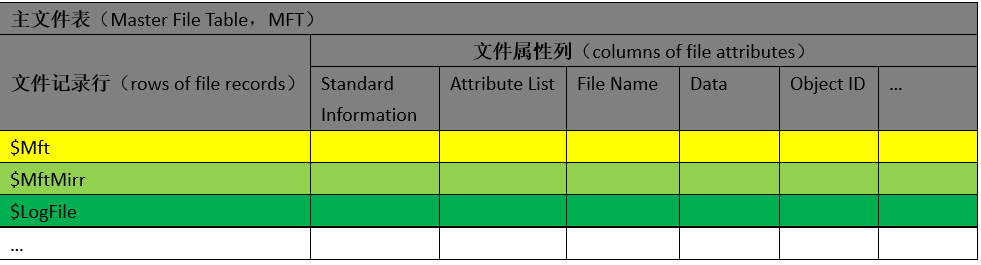 主文件表（Master File Table，MFT）
文件属性列（columns of file attributes）
文件记录行（rows of file records）
Standard Information
Attribute List
File Name
Data
Object ID
...
$Mft
$MftMirr
$LogFile
...